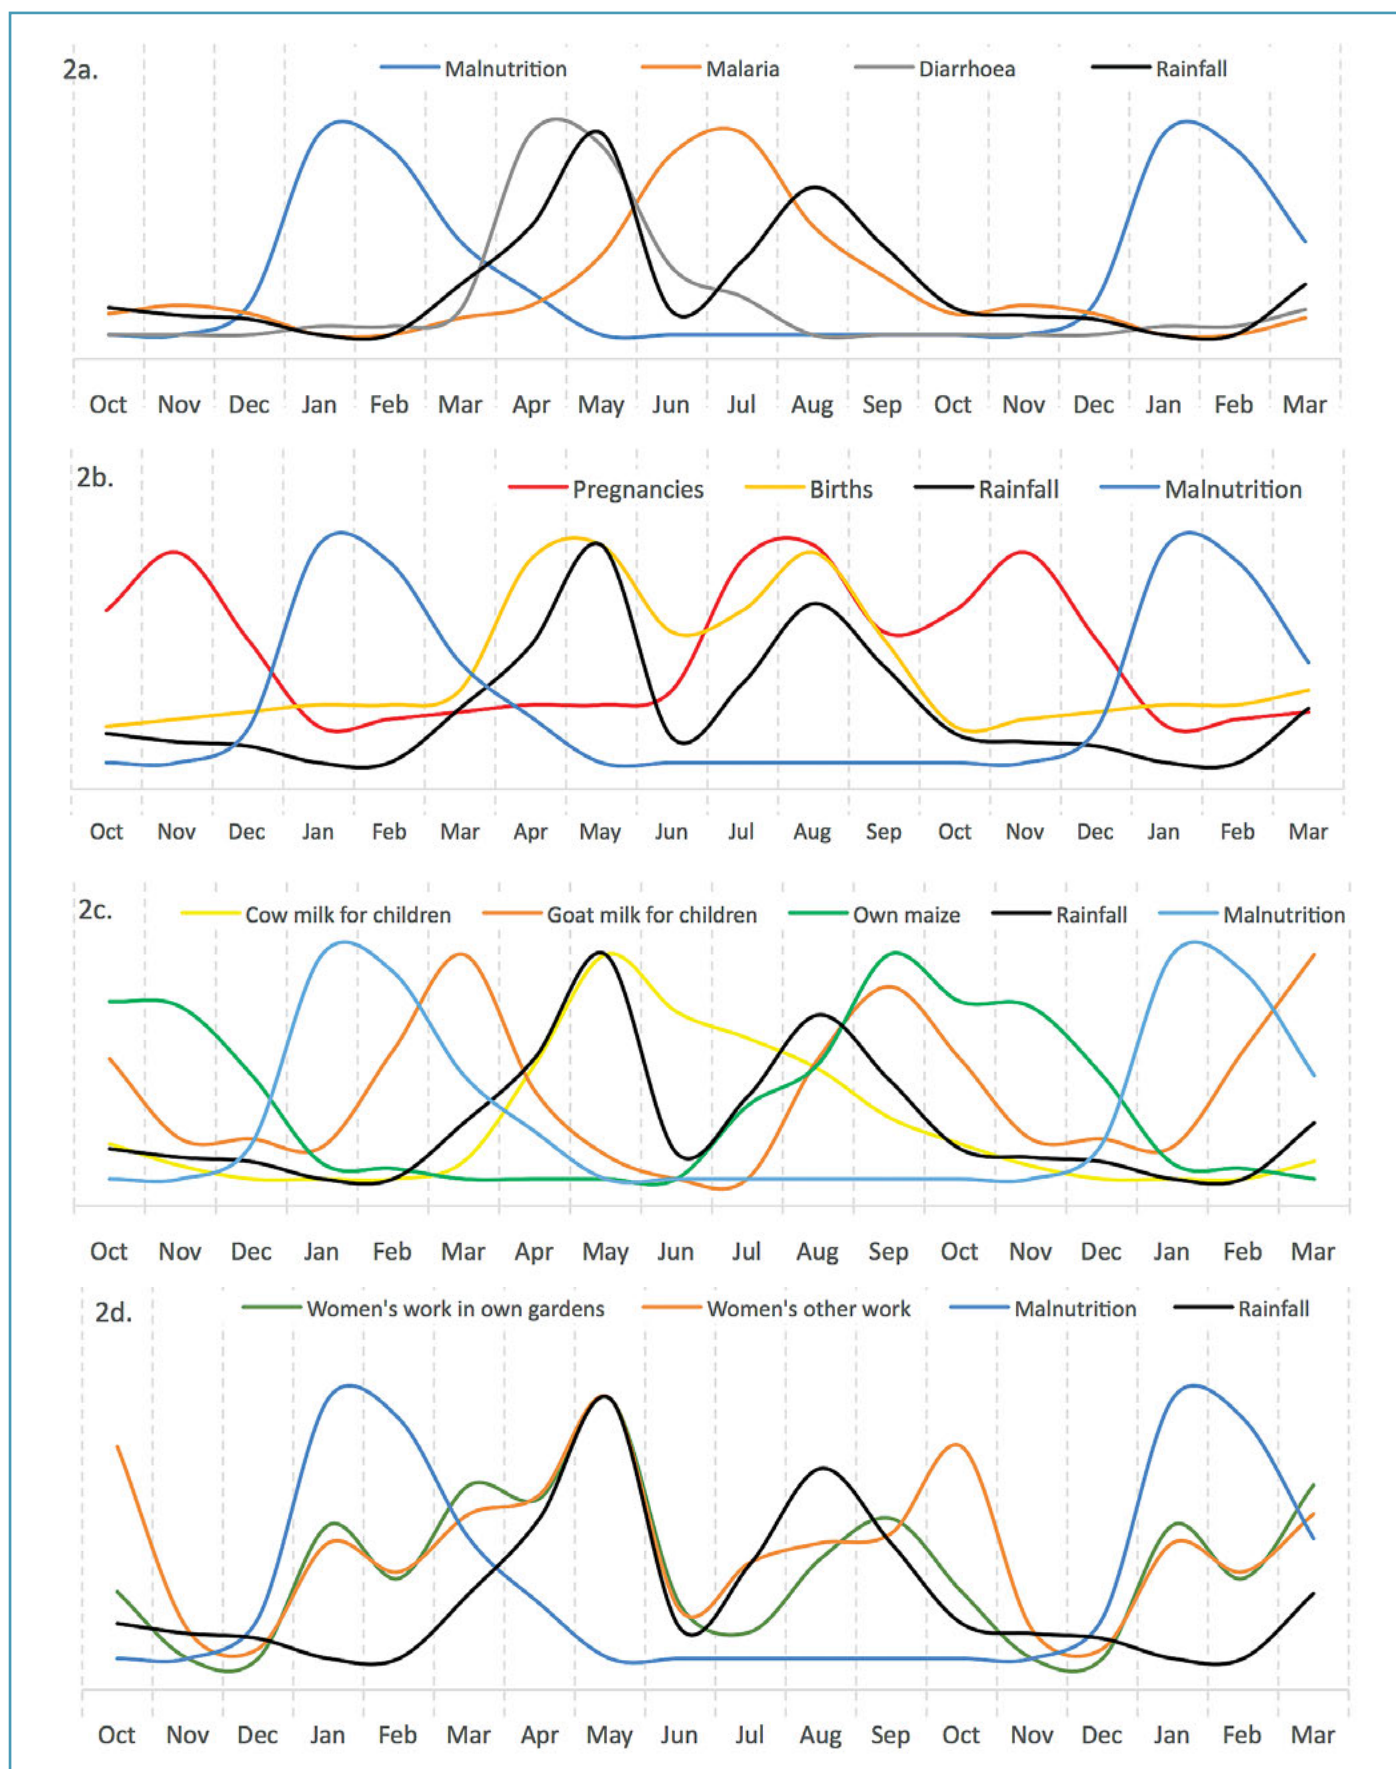 2a.
Malnutrition Malaria Diarrhoea Rainfall
Oct Nov Dec Jan Feb Mar Apr May Jun Jul Aug Sep Oct Nov Dec Jan Feb Mar
2b.
Pregnancies Births Rainfall Malnutrition
Oct Nov Dec Jan Feb Mar Apr May Jun Jul Aug Sep Oct Nov Dec Jan Feb Mar
2c.
Cow milk for children Goat milk for children Own maize Rainfall Malnutrition
Oct Nov Dec Jan Feb Mar Apr May Jun Jul Aug Sep Oct Nov Dec Jan Feb Mar
2d.
Women's work in own gardens Women's other work Malnutrition Rainfall
Oct Nov Dec Jan Feb Mar Apr May Jun Jul Aug Sep Oct Nov Dec Jan Feb Mar